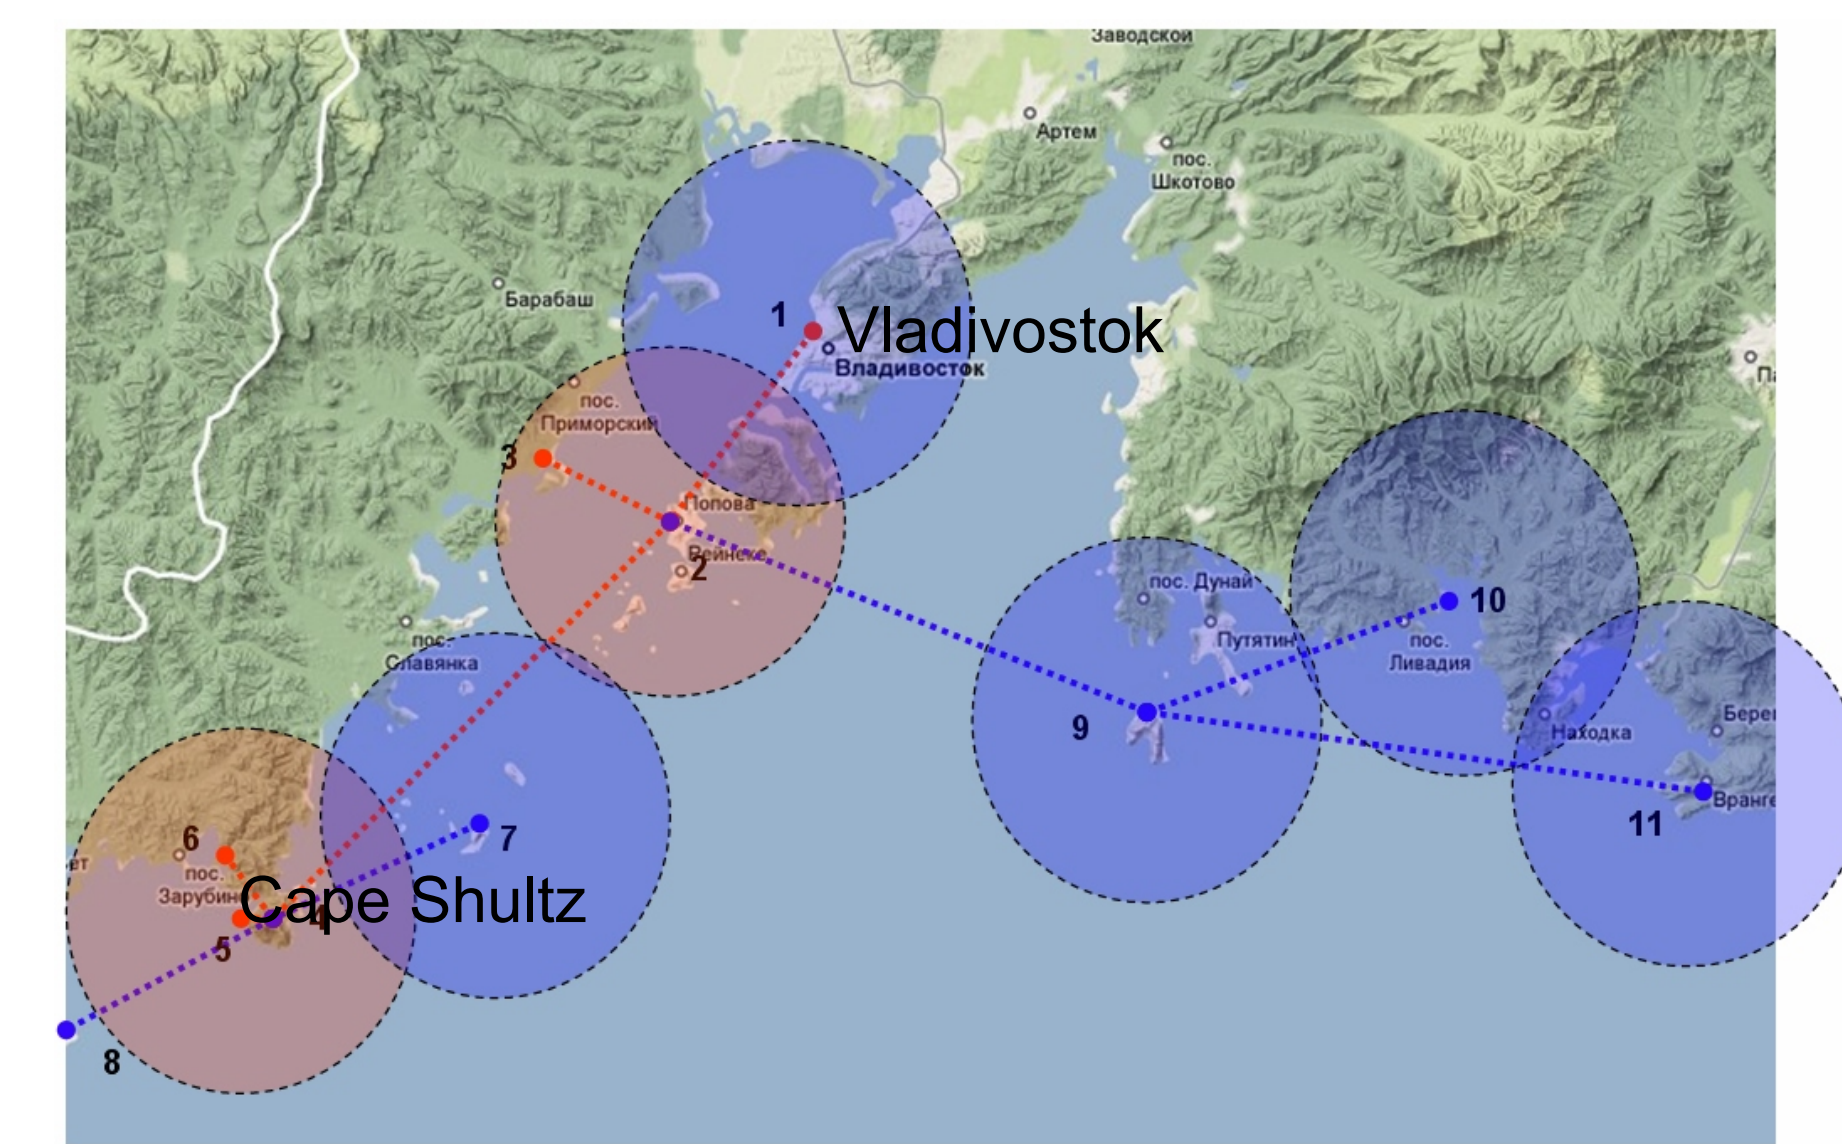 Заводской
Артем
пос.
Шкотово
Барабаш
1
Vladivostok
Владивосток
пос.
Приморский
3
Попова
Рейнеке
2
пос. Дунай
Путятин
10
пос.
Ливадия
пос.
Славянка
9
Находка
11
6
7
пос.
Cape Shultz
4
5
8